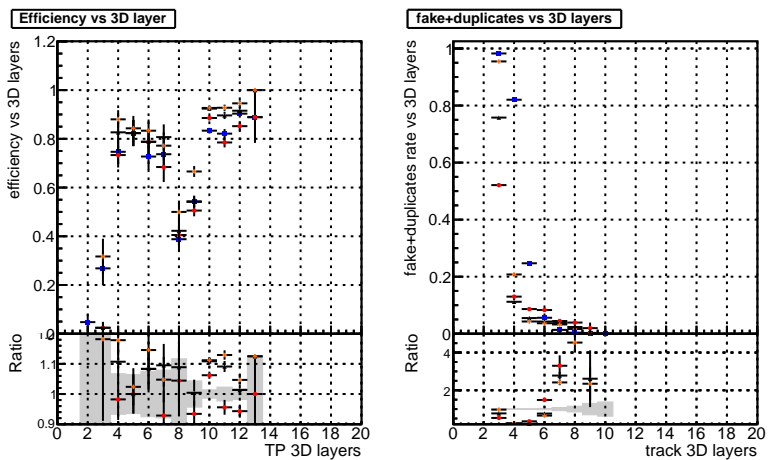 Efficiency vs 3D layer
efficiency vs 3D layers
1.2
1
0.8
0.6
0.4
0.2
0
Ratio
1.1
1
0.9
0 2 4 6 8 10 12 14 16 18 20
TP 3D layers
fake+duplicates vs 3D layers
fake+duplicates rate vs 3D layers
1
0.8
0.6
0.4
0.2
0
Ratio
4
2
0 2 4 6 8 10 12 14 16 18 20
track 3D layers